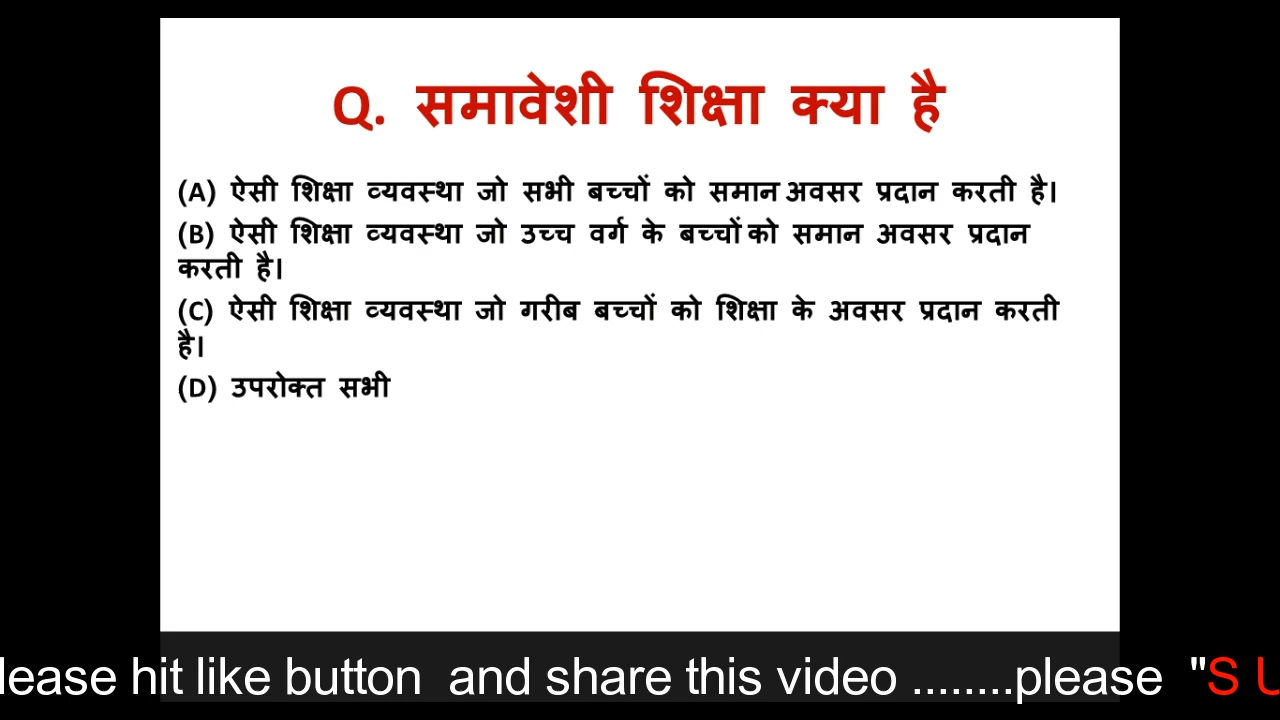 Q. समावेशी शिक्षा क्या है
(A) ऐसी शिक्षा व्यवस्था जो सभी बच्चों को समान अवसर प्रदान करती है।
(B) ऐसी शिक्षा व्यवस्था जो उच्च वर्ग के बच्चों को समान अवसर प्रदान
करती है।
(C) ऐसी शिक्षा व्यवस्था जो गरीब बच्चों को शिक्षा के अवसर प्रदान करती
है।
(D) उपरोक्त सभी
lease hit like button and share this video ........please "S U